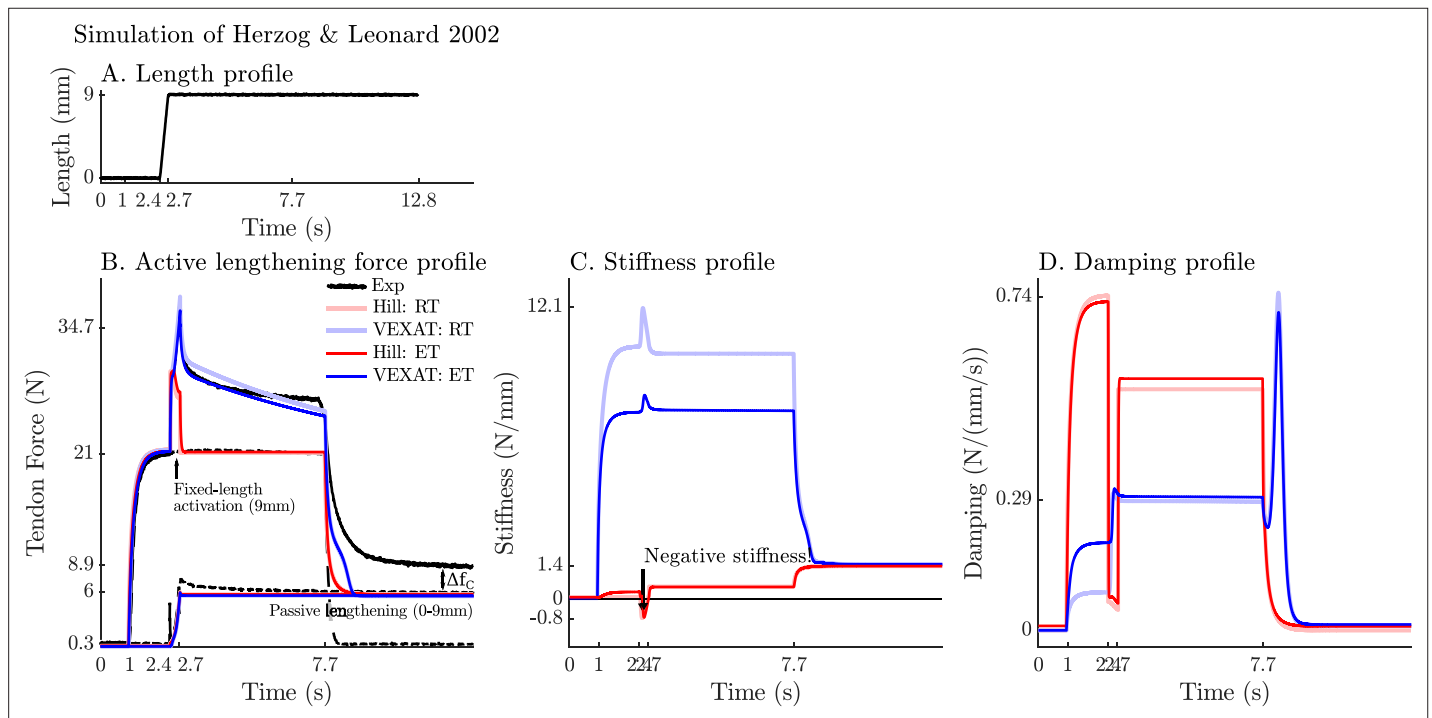 Simulation of Herzog & Leonard 2002
A. Length profile
Length (mm)
9
0
0 1 2.4 2.7 7.7 12.8
Time (s)
B. Active lengthening force profile
Tendon Force (N)
34.7
21
8.9
6
0.3
Exp
Hill: RT
VEXAT: RT
Hill: ET
VEXAT: ET
Fixed-length
activation (9mm)
Δf_C
Passive lengthening (0-9mm)
0 1 2.4 2.7 7.7
Time (s)
C. Stiffness profile
Stiffness (N/mm)
12.1
1.4
0
-0.8
Negative stiffness!
0 1 2.4 2.7 7.7
Time (s)
D. Damping profile
Damping (N/(mm/s))
0.74
0.29
0
0 1 2.4 2.7 7.7
Time (s)